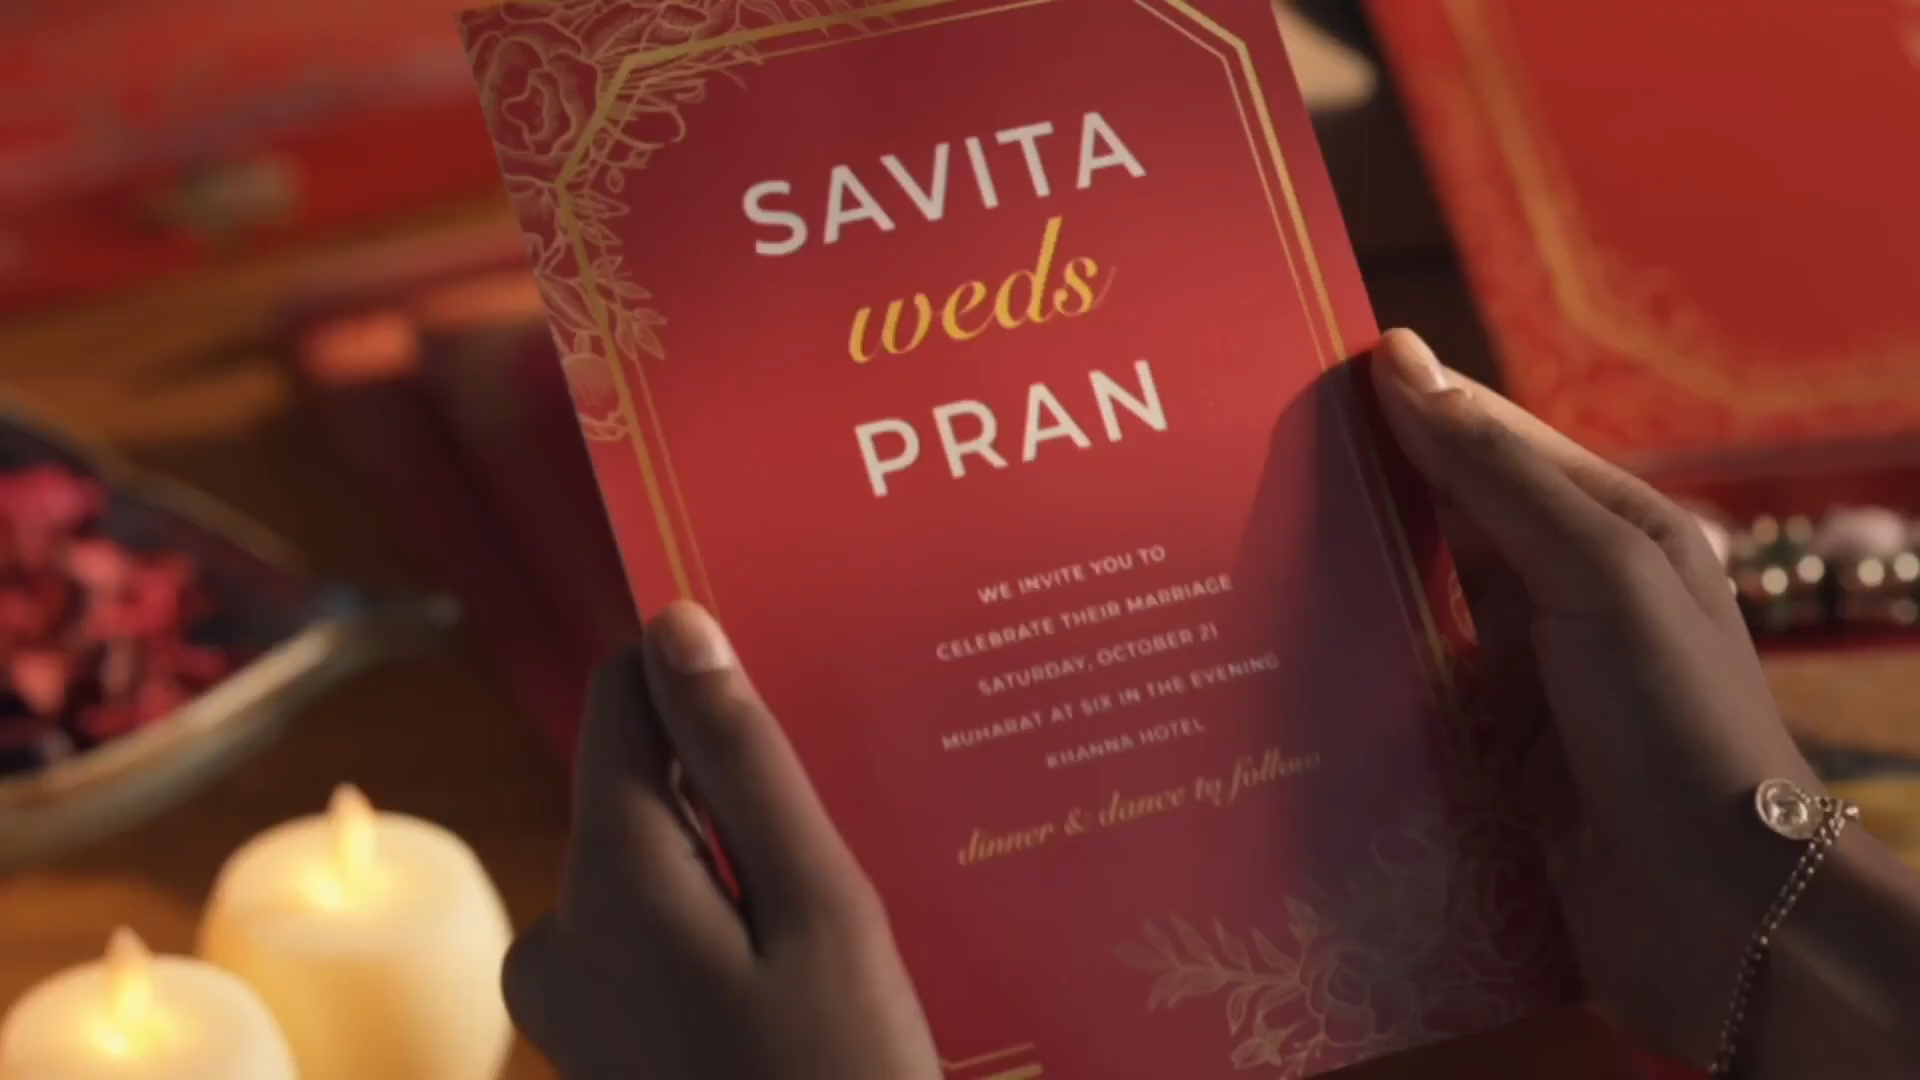 SAVITA
weds
PRAN
WE INVITE YOU TO
CELEBRATE THEIR MARRIAGE
SATURDAY, OCTOBER 21
MUHARAT AT SIX IN THE EVENING
KHANNA HOTEL
dinner & dance to follow